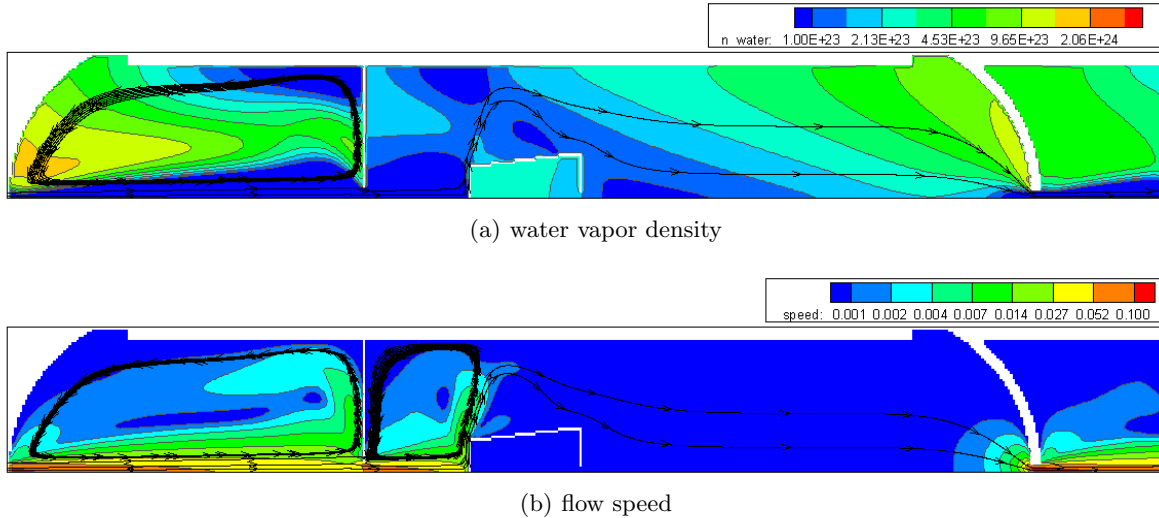 n water: 1.00E+23 2.13E+23 4.53E+23 9.65E+23 2.06E+24
(a) water vapor density
speed: 0.001 0.002 0.004 0.007 0.014 0.027 0.052 0.100
(b) flow speed